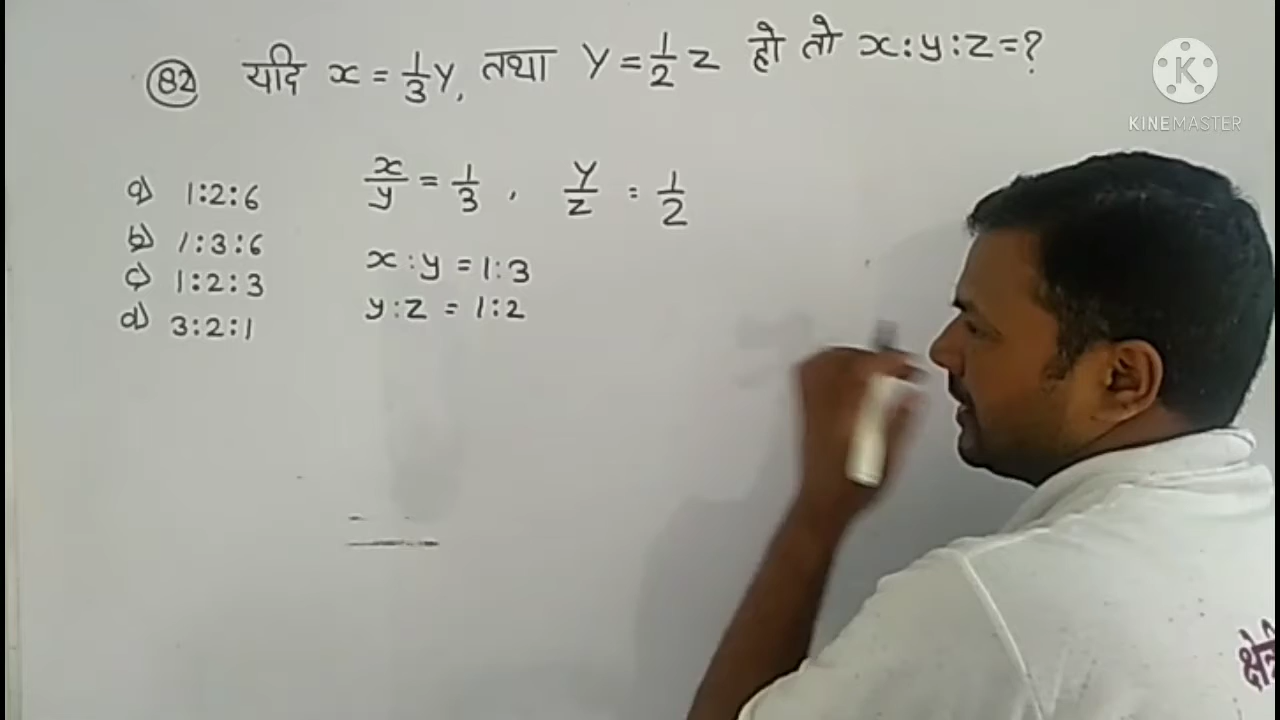 82 यदि x = 1/3 y, तथा y = 1/2 z हो तो x:y:z = ?
KINEMASTER
a) 1:2:6
b) 1:3:6
c) 1:2:3
d) 3:2:1
x/y = 1/3 , y/z : 1/2
x:y = 1:3
y:z = 1:2